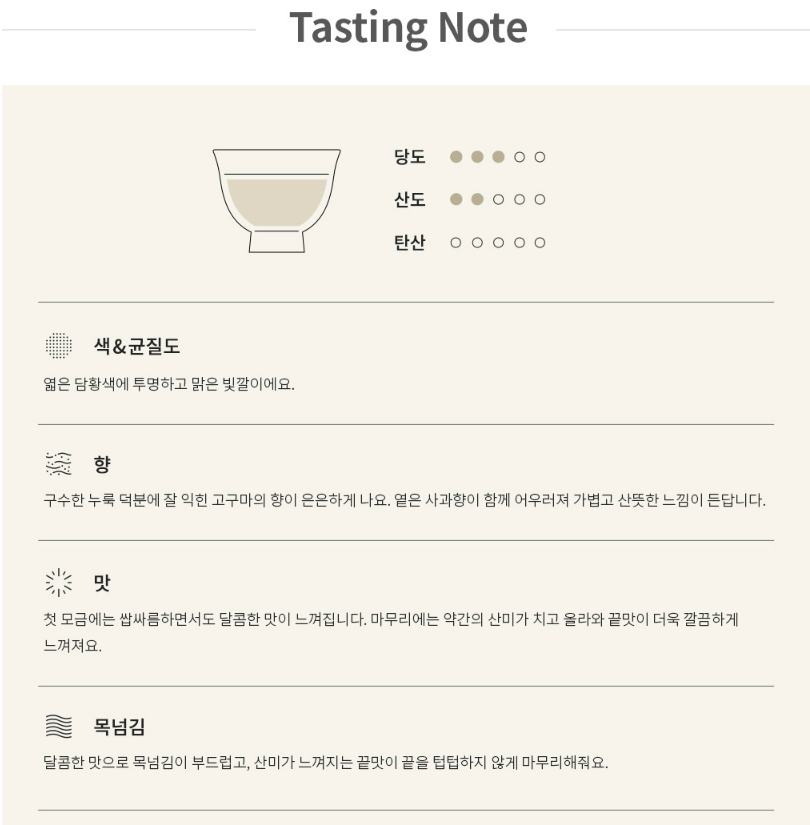 Tasting Note
당도
산도
탄산
색&균질도
엷은 담황색에 투명하고 맑은 빛깔이에요.
향
구수한 누룩 덕분에 잘 익힌 고구마의 향이 은은하게 나요. 옅은 사과향이 함께 어우러져 가볍고 산뜻한 느낌이 든답니다.
맛
첫 모금에는 쌉싸름하면서도 달콤한 맛이 느껴집니다. 마무리에는 약간의 산미가 치고 올라와 끝맛이 더욱 깔끔하게
느껴져요.
목넘김
달콤한 맛으로 목넘김이 부드럽고, 산미가 느껴지는 끝맛이 끝을 텁텁하지 않게 마무리해줘요.